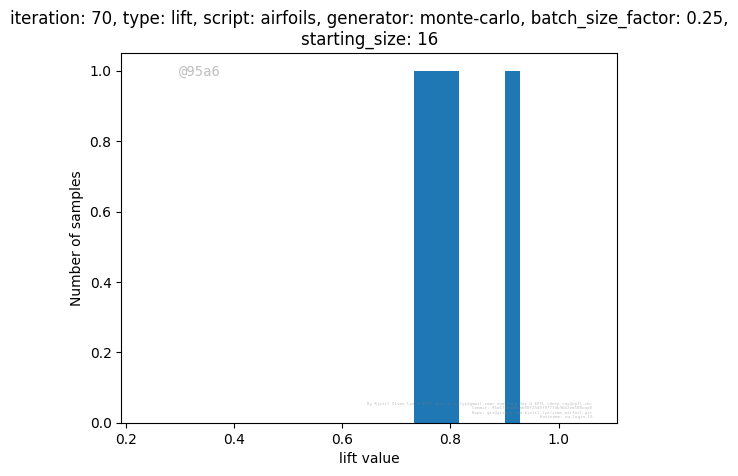 iteration: 70, type: lift, script: airfoils, generator: monte-carlo, batch_size_factor: 0.25,
starting_size: 16
@95a6
1.0
0.8
0.6
0.4
0.2
0.0
Number of samples
0.2 0.4 0.6 0.8 1.0
lift value